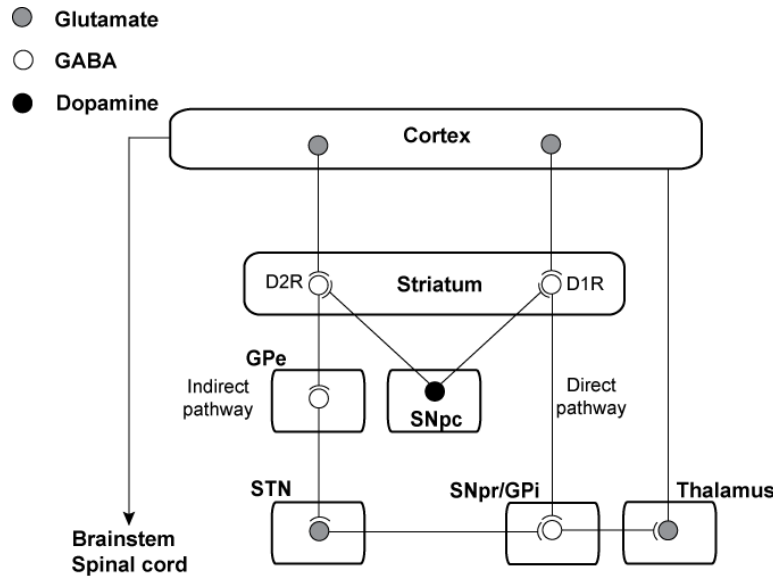 Glutamate
GABA
Dopamine
Cortex
D2R
Striatum
D1R
GPe
Indirect
pathway
SNpc
Direct
pathway
STN
SNpr/GPi
Thalamus
Brainstem
Spinal cord